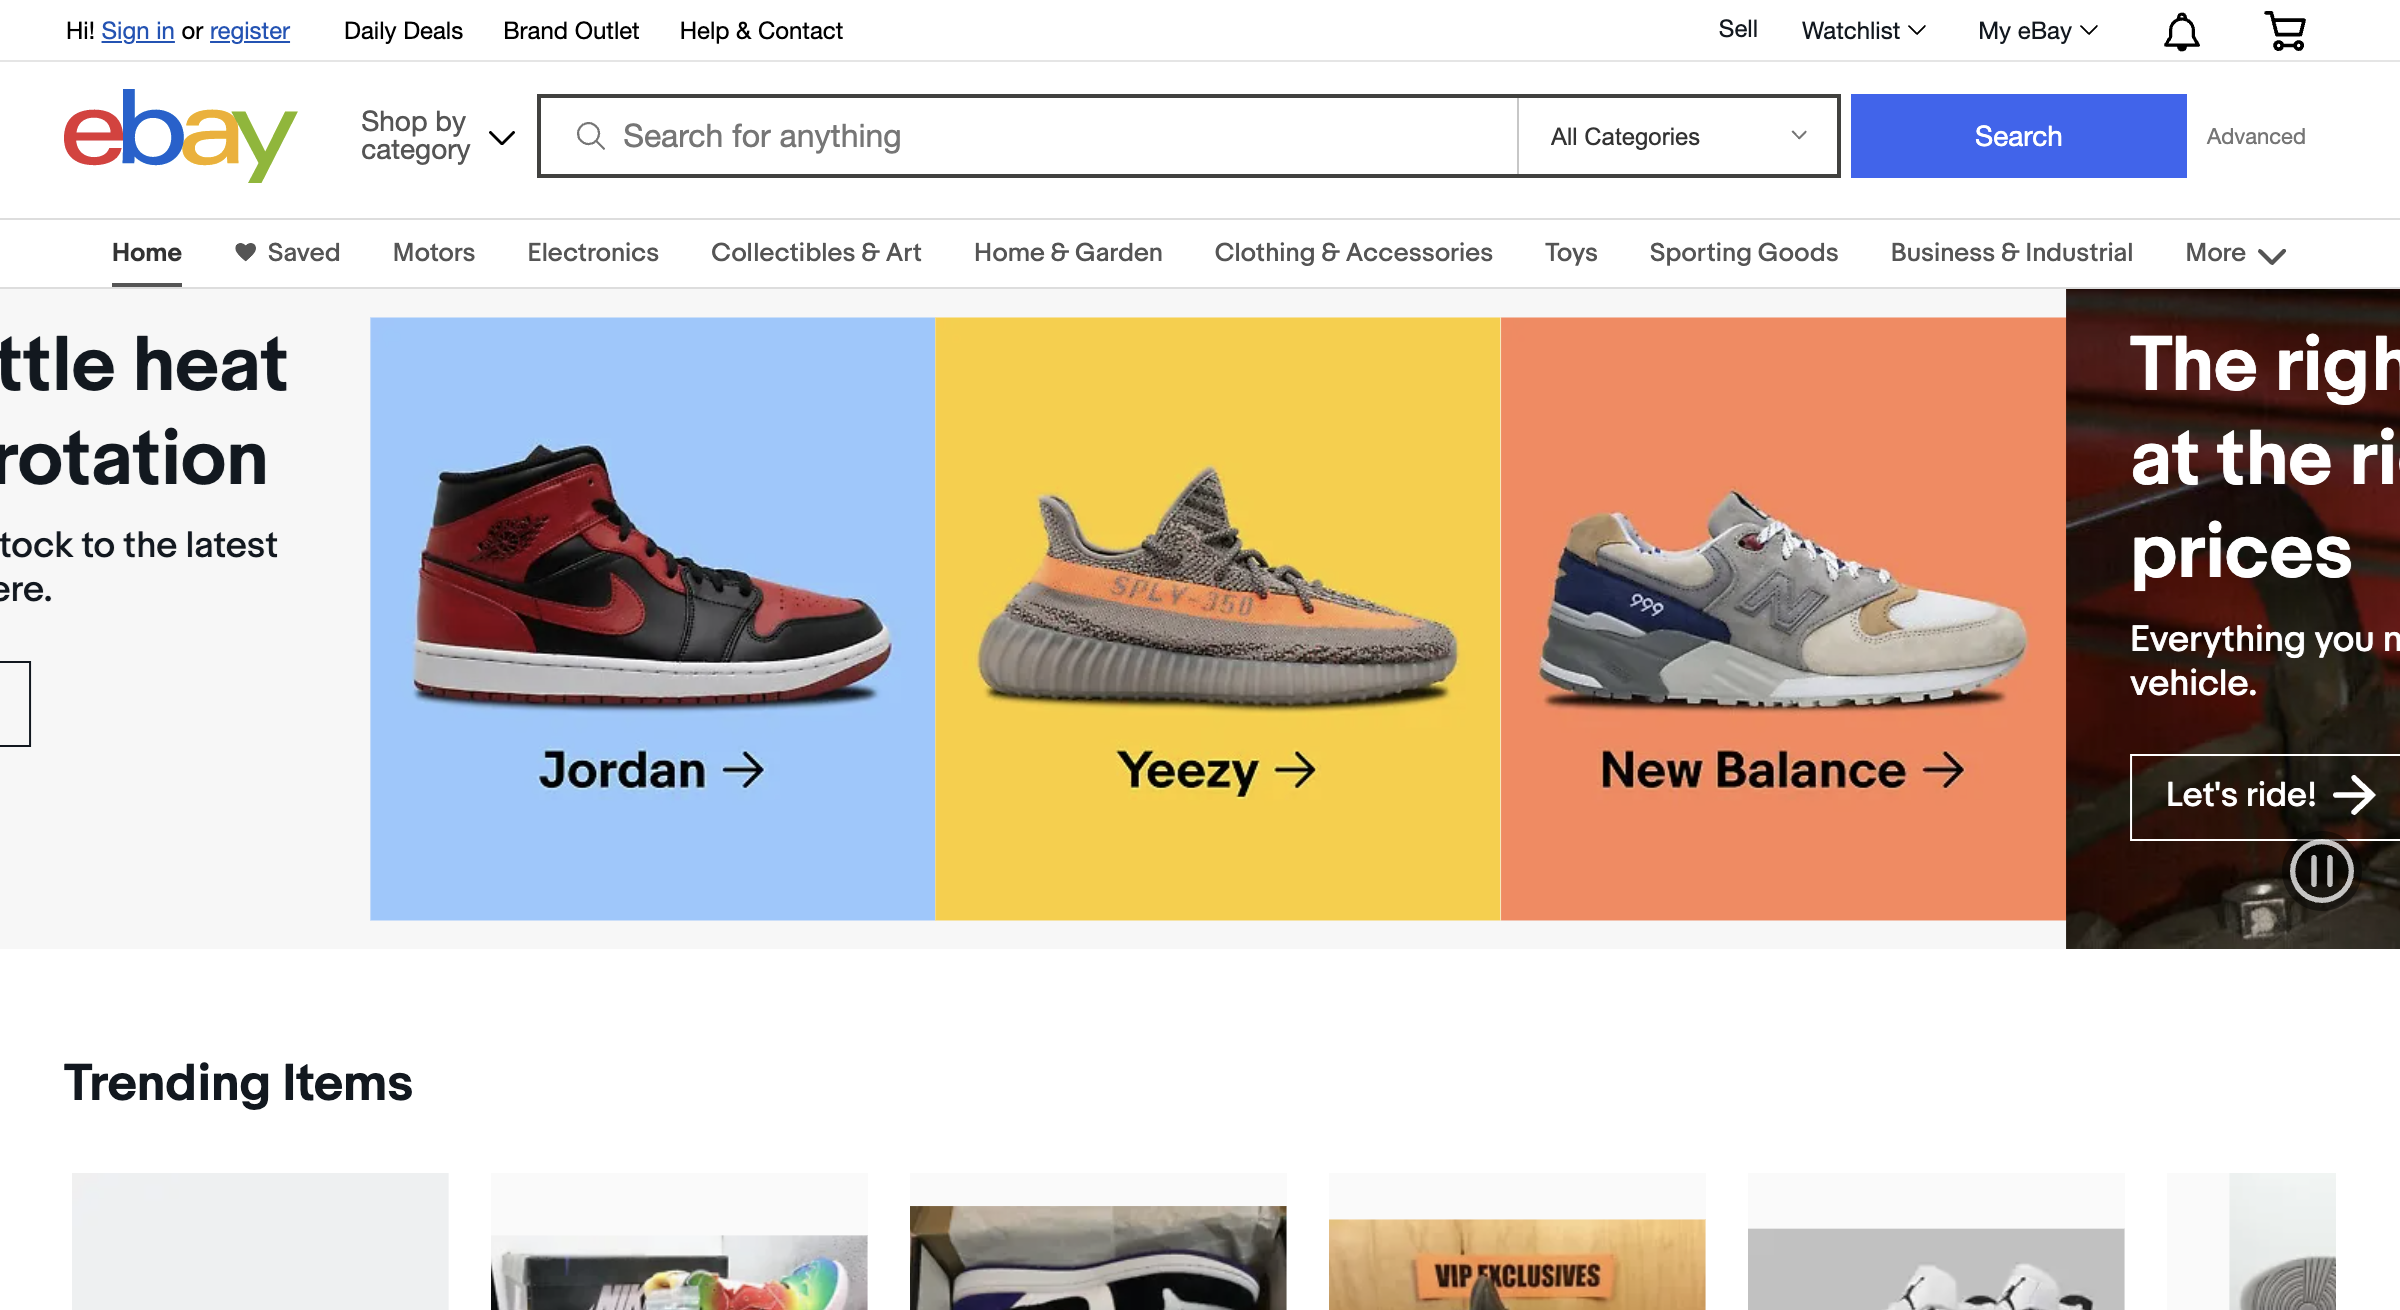 Hi! Sign in or register
Daily Deals
Brand Outlet
Help & Contact
Sell
Watchlist
My eBay
ebay
Shop by
category
Search for anything
All Categories
Search
Advanced
Home
Saved
Motors
Electronics
Collectibles & Art
Home & Garden
Clothing & Accessories
Toys
Sporting Goods
Business & Industrial
More
ttle heat
rotation
tock to the latest
ere.
SPLY-350
999
N
Jordan →
Yeezy →
New Balance →
The righ
at the ri
prices
Everything you
vehicle.
Let's ride! →
Trending Items
VIP EXCLUSIVES